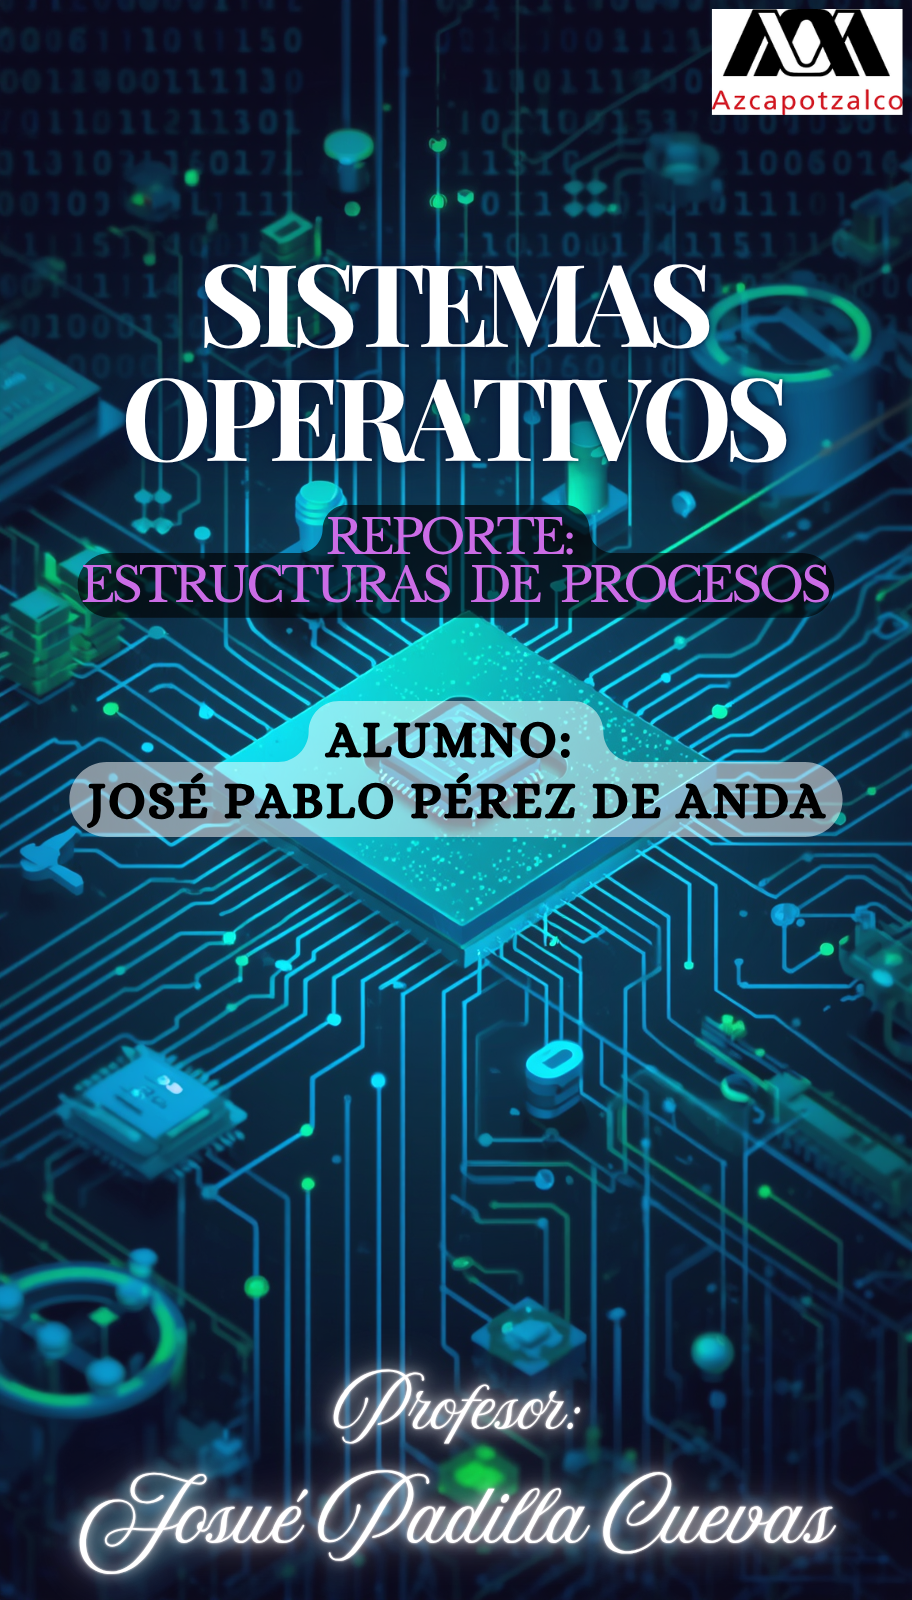 Azcapotzalco
SISTEMAS
OPERATIVOS
REPORTE:
ESTRUCTURAS DE PROCESOS
ALUMNO:
JOSÉ PABLO PÉREZ DE ANDA
Profesor:
Josué Padilla Cuevas